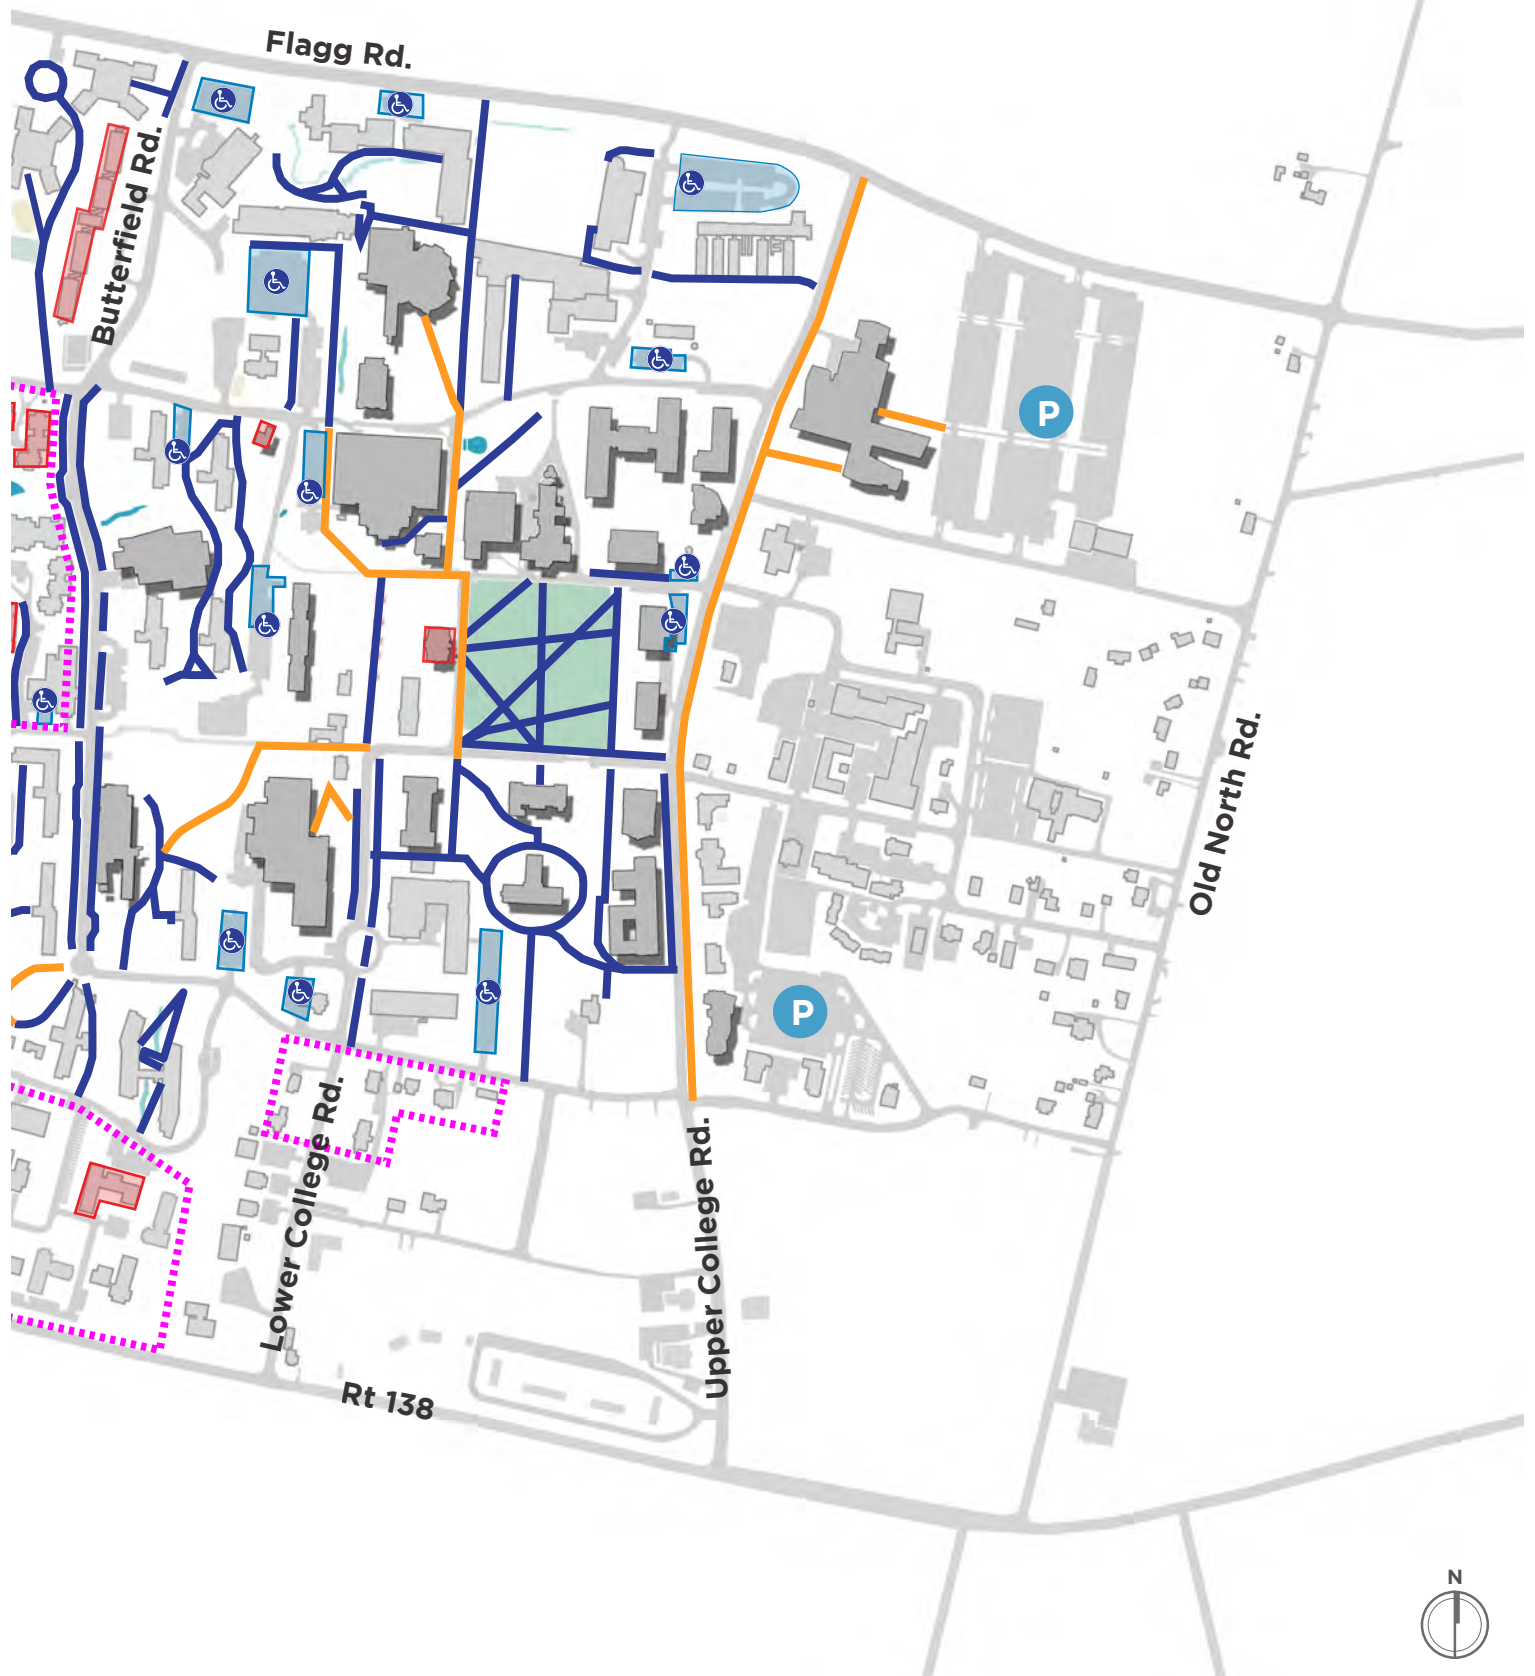 Flagg Rd.
Butterfield Rd.
P
Old North Rd.
P
Lower College Rd.
Upper College Rd.
Rt 138
N